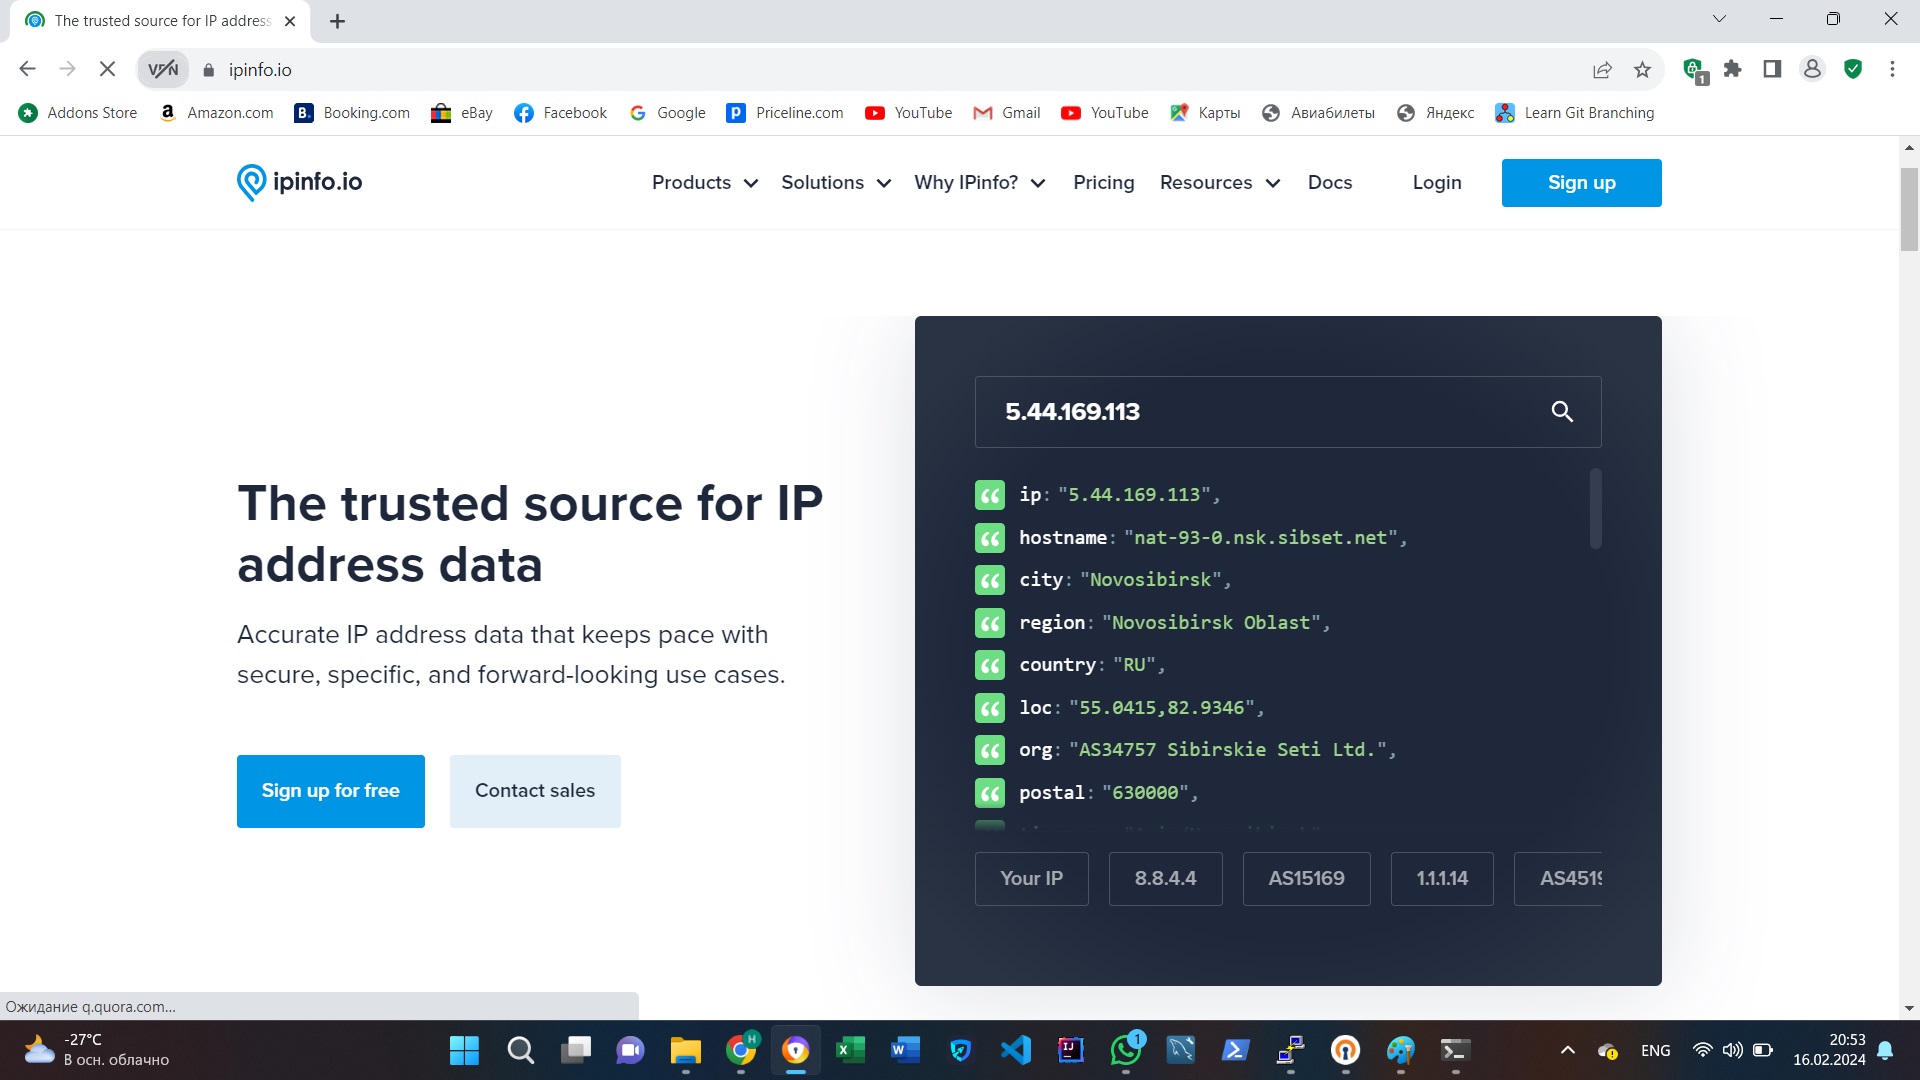 The trusted source for IP address
VPN
ipinfo.io
1
Addons Store
Amazon.com
Booking.com
eBay
Facebook
Google
Priceline.com
YouTube
Gmail
YouTube
Карты
Авиабилеты
Яндекс
Learn Git Branching
ipinfo.io
Products
Solutions
Why IPinfo?
Pricing
Resources
Docs
Login
Sign up
The trusted source for IP
address data
Accurate IP address data that keeps pace with
secure, specific, and forward-looking use cases.
Sign up for free
Contact sales
5.44.169.113
ip: "5.44.169.113",
hostname: "nat-93-0.nsk.sibset.net",
city: "Novosibirsk",
region: "Novosibirsk Oblast",
country: "RU",
loc: "55.0415,82.9346",
org: "AS34757 Sibirskie Seti Ltd.",
postal: "630000",
Your IP
8.8.4.4
AS15169
1.1.1.14
AS4519
Ожидание q.quora.com...
-27°C
В осн. облачно
H
1
ENG
20:53
16.02.2024